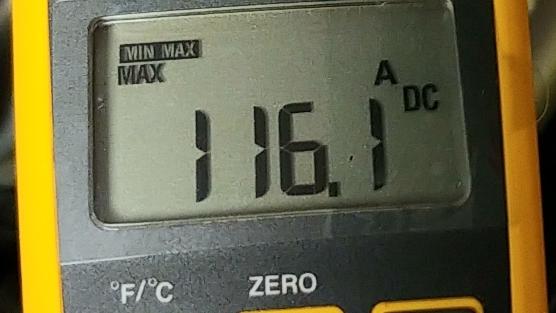 MIN MAX
MAX
A
DC
116.1
°F/°C
ZERO